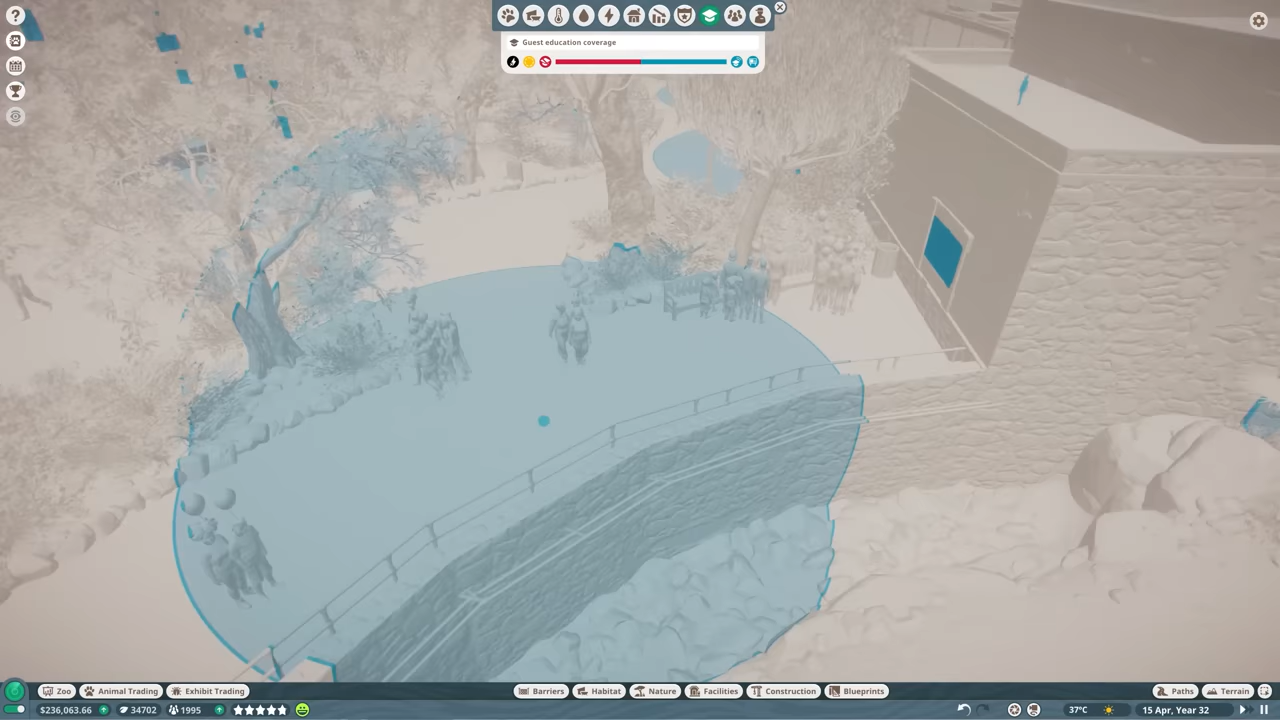 Guest education coverage
Zoo
Animal Trading
Exhibit Trading
Barriers
Habitat
Nature
Facilities
Construction
Blueprints
Paths
Terrain
$236,063.66
34702
1995
37°C
15 Apr, Year 32